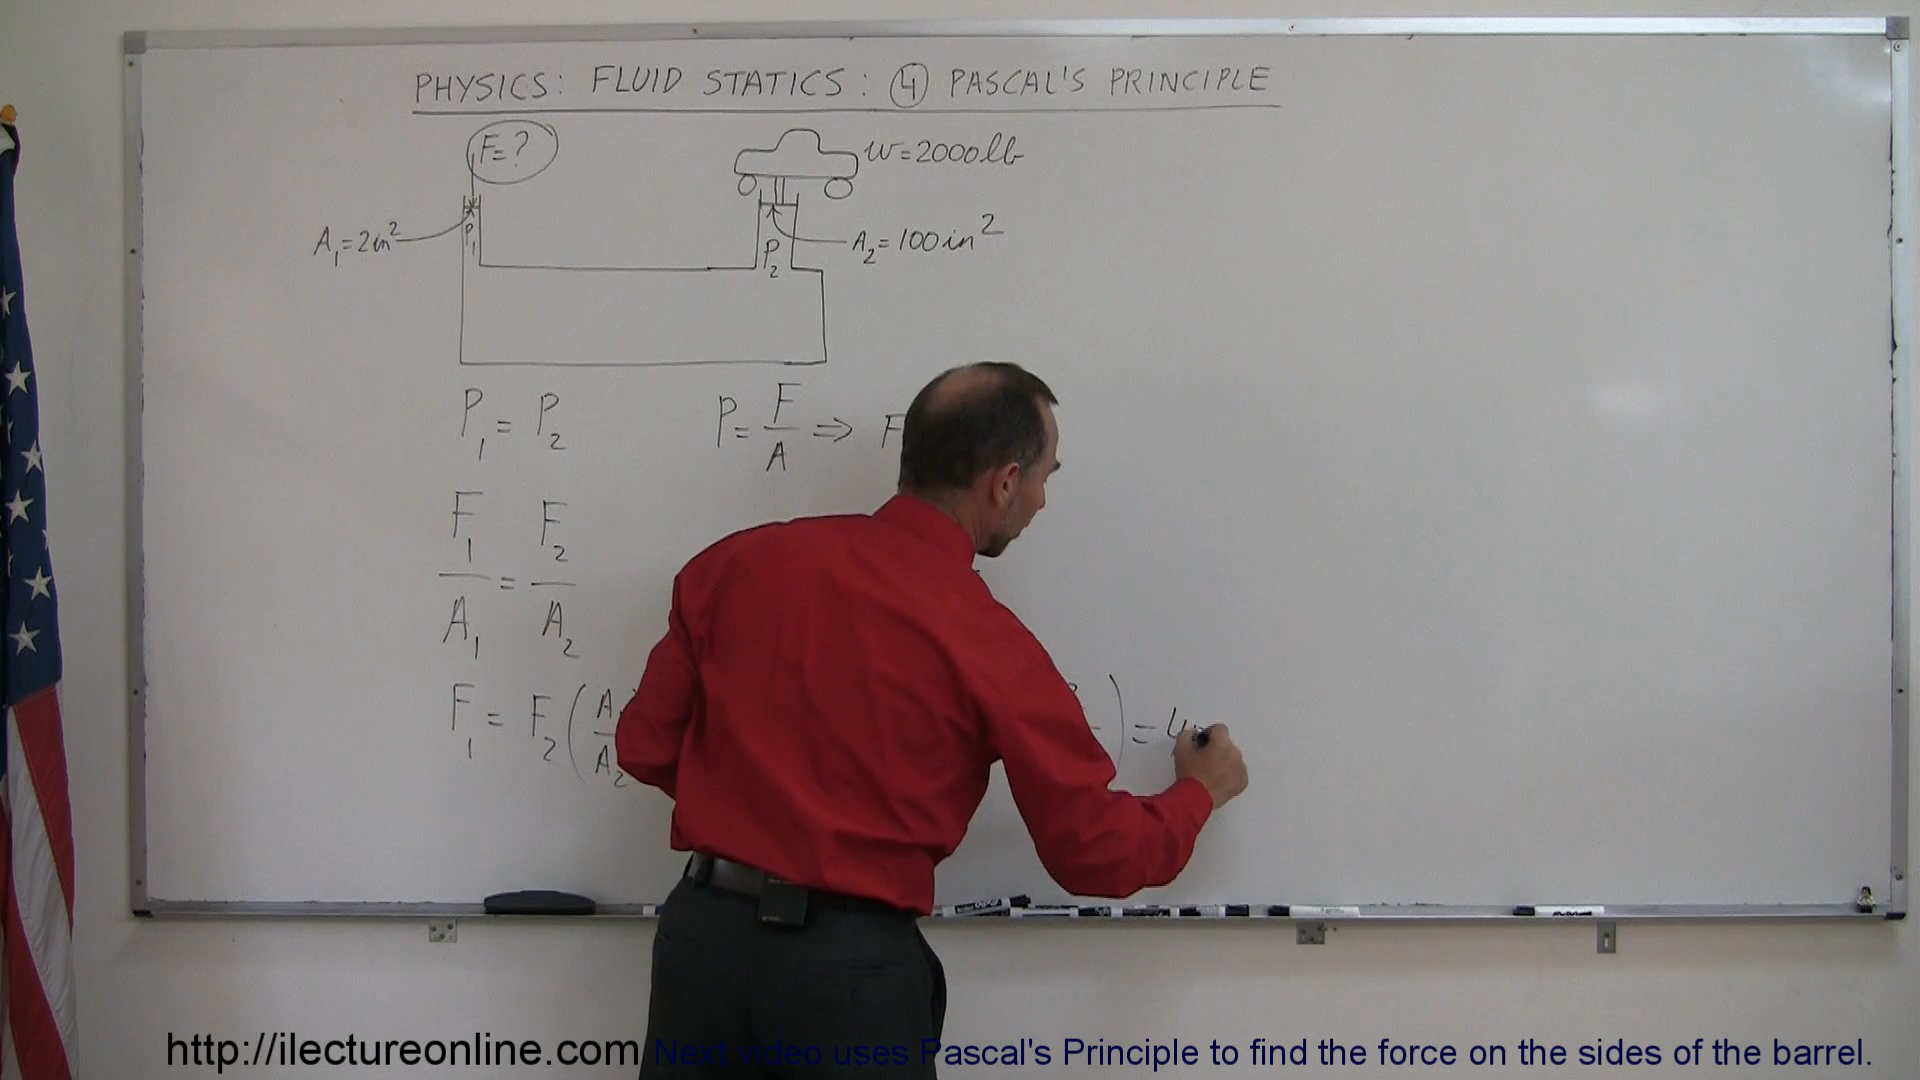 PHYSICS: FLUID STATICS: ④ PASCAL'S PRINCIPLE
F=?
W=2000lb
A₁=2in²
P₁
P₂
A₂=100in²
P₁ = P₂
P = F/A ⇒ F
F₁/A₁ = F₂/A₂
F₁ = F₂ (A /A₂ ) = 4
http://ilectureonline.com Next video uses Pascal's Principle to find the force on the sides of the barrel.